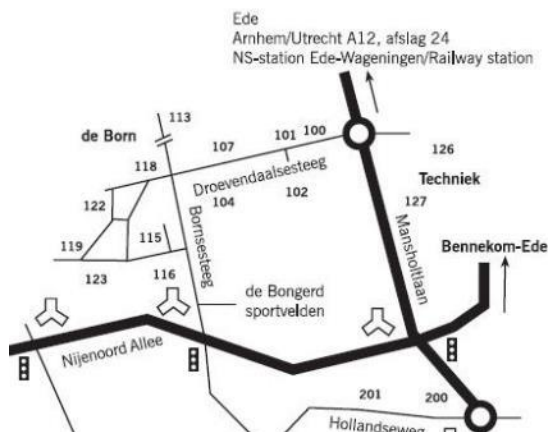 Ede
Arnhem/Utrecht A12, afslag 24
NS-station Ede-Wageningen/Railway station
113
de Born
107
101
100
126
118
Droevendaalsesteeg
Techniek
122
104
102
127
Bornsesteeg
Mansholtlaan
119
115
Bennekom-Ede
123
116
de Bongerd
sportvelden
Nijenoord Allee
201
200
Hollandseweg